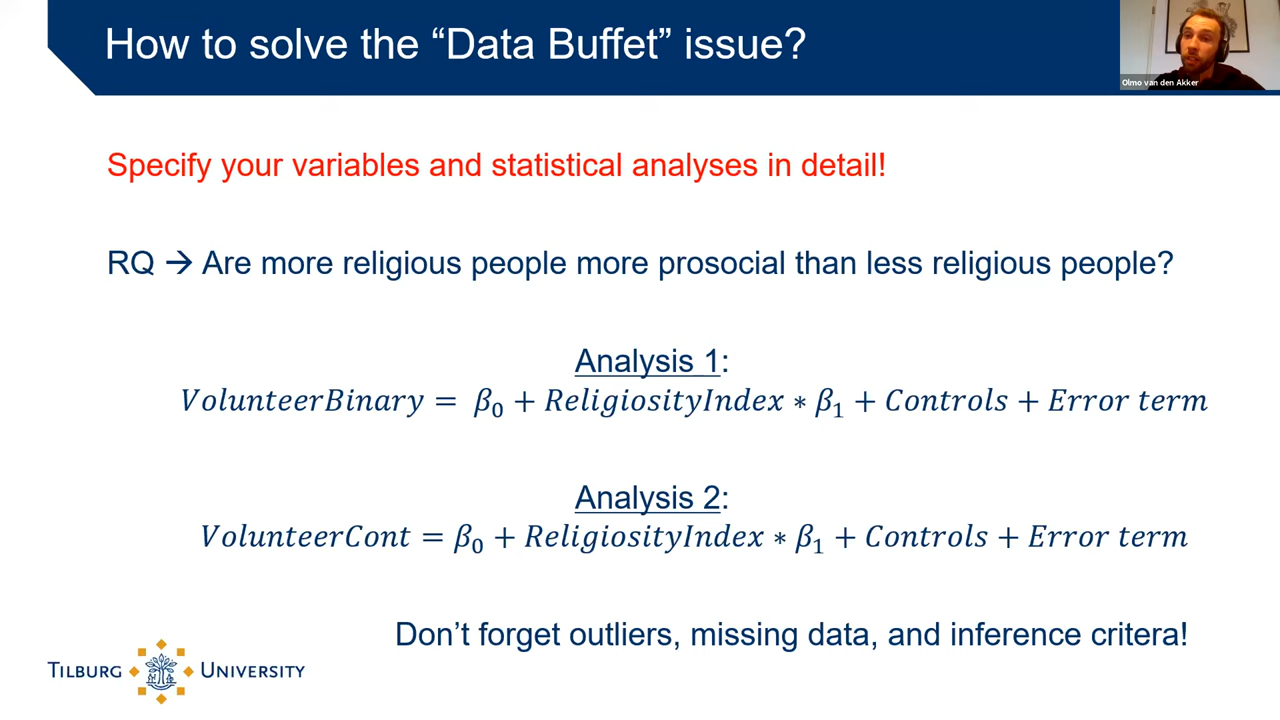 How to solve the “Data Buffet” issue?
Olmo van den Akker
Specify your variables and statistical analyses in detail!
RQ → Are more religious people more prosocial than less religious people?
Analysis 1:
VolunteerBinary = β₀ + ReligiosityIndex ∗ β₁ + Controls + Error term
Analysis 2:
VolunteerCont = β₀ + ReligiosityIndex ∗ β₁ + Controls + Error term
Don’t forget outliers, missing data, and inference critera!
TILBURG UNIVERSITY